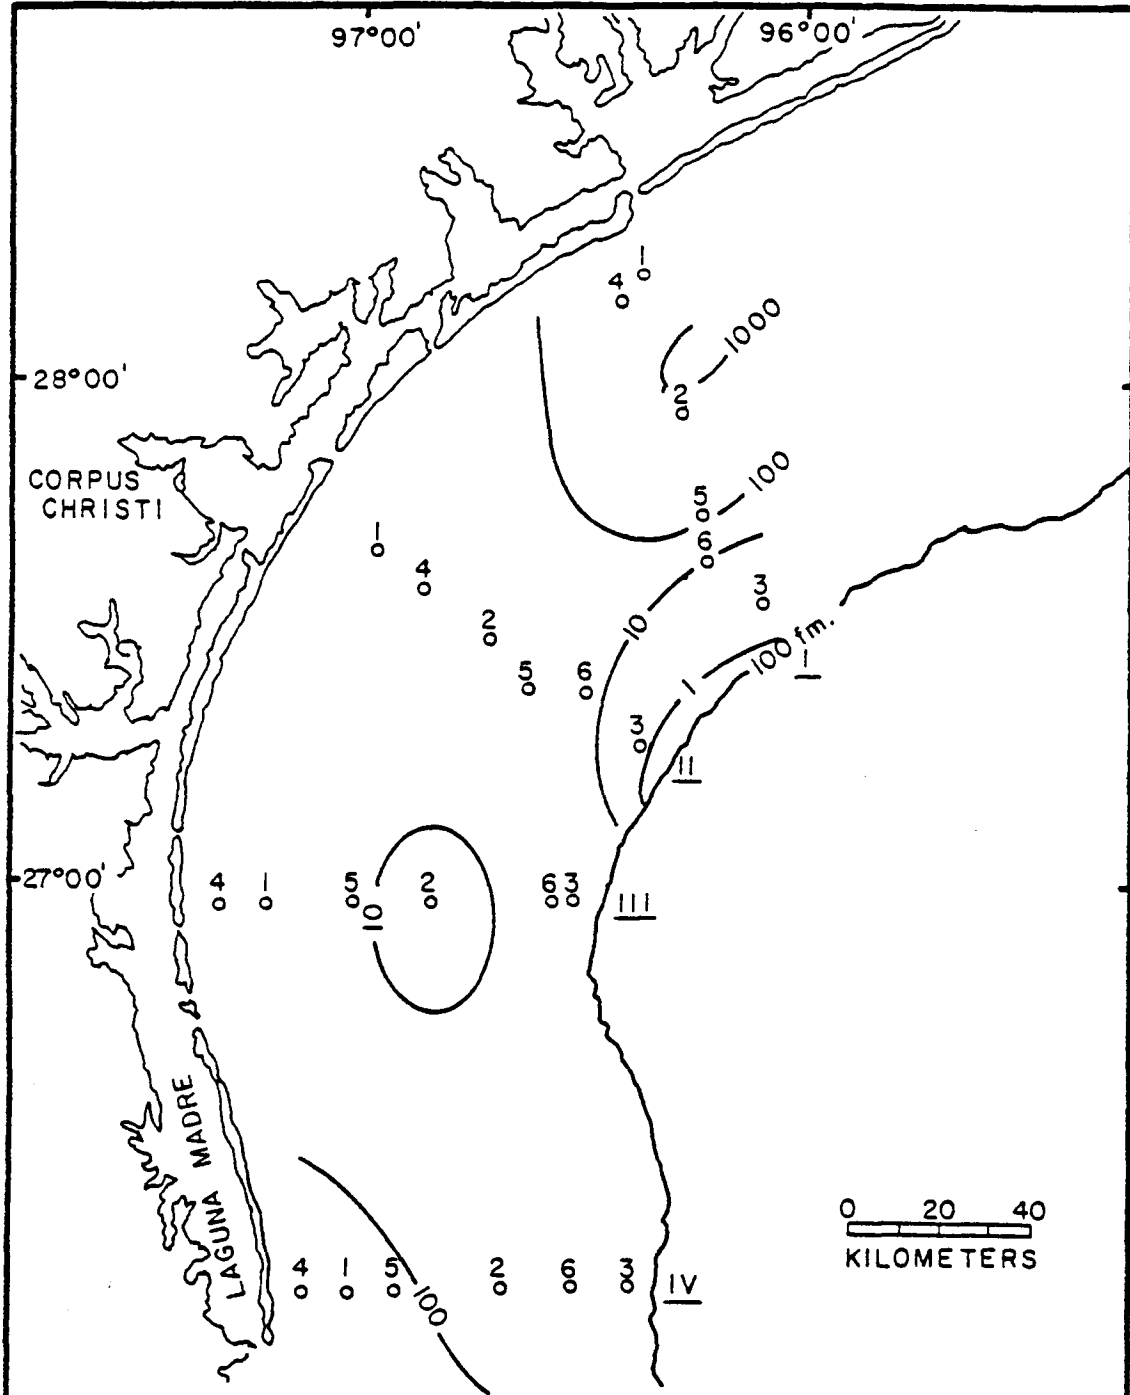 97°00' 96°00'
1
4
1000
28°00'
2
CORPUS
CHRISTI
100
5
1
6
4
3
10
2
100 fm.
I
5 6
1
3
II
27°00'
4 1 5 2 6 3
10
III
LAGUNA MADRE
0 20 40
KILOMETERS
4 1 5 2 6 3
100
IV